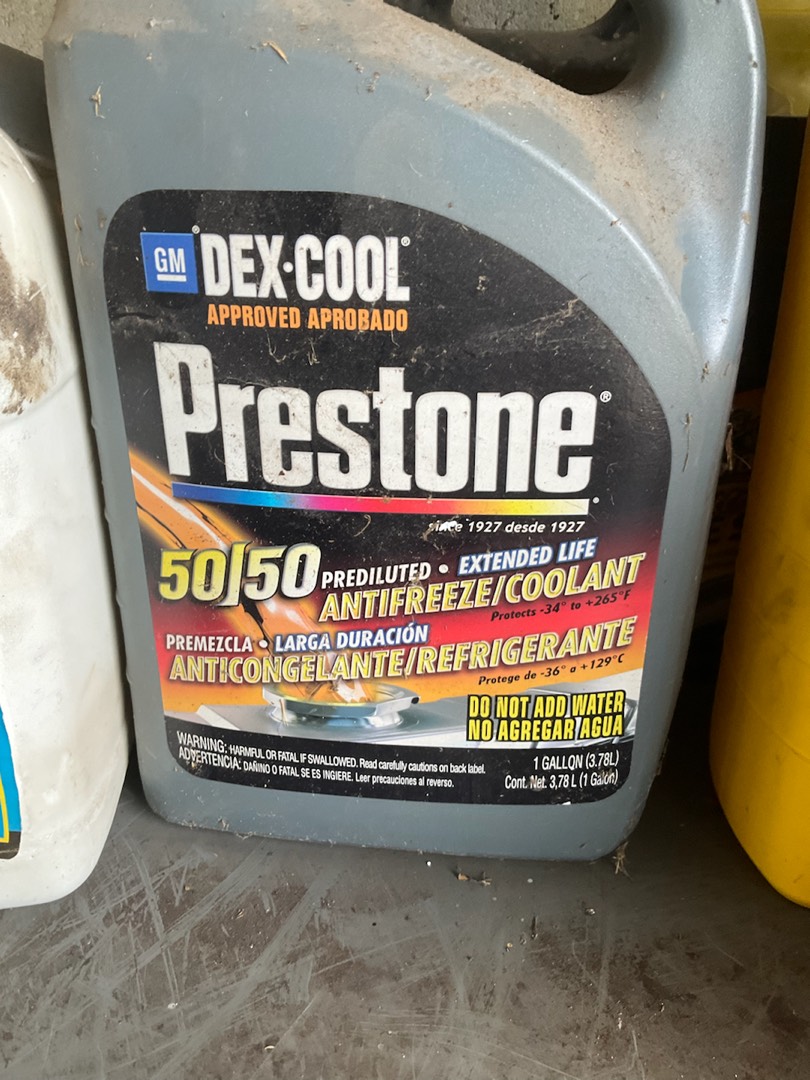 GM DEX-COOL®
APPROVED APROBADO
Prestone®
since 1927 desde 1927
50/50 PREDILUTED • EXTENDED LIFE
ANTIFREEZE/COOLANT
Protects -34° to +265°F
PREMEZCLA • LARGA DURACIÓN
ANTICONGELANTE/REFRIGERANTE
Protege de -36° a +129°C
DO NOT ADD WATER
NO AGREGAR AGUA
WARNING: HARMFUL OR FATAL IF SWALLOWED. Read carefully cautions on back label.
ADVERTENCIA: DAÑINO O FATAL SE ES INGIERE. Leer precauciones al reverso.
1 GALLON (3.78L)
Cont. Net. 3,78 L (1 Galon)